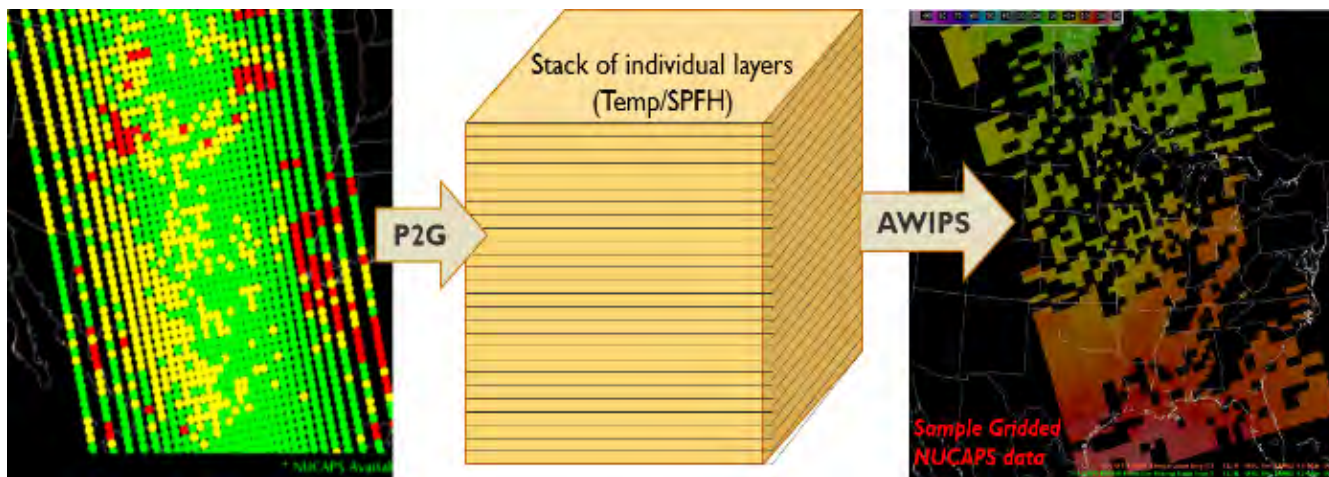 Stack of individual layers
(Temp/SPFH)
P2G
AWIPS
* NUCAPS Availa
Sample Gridded
NUCAPS data